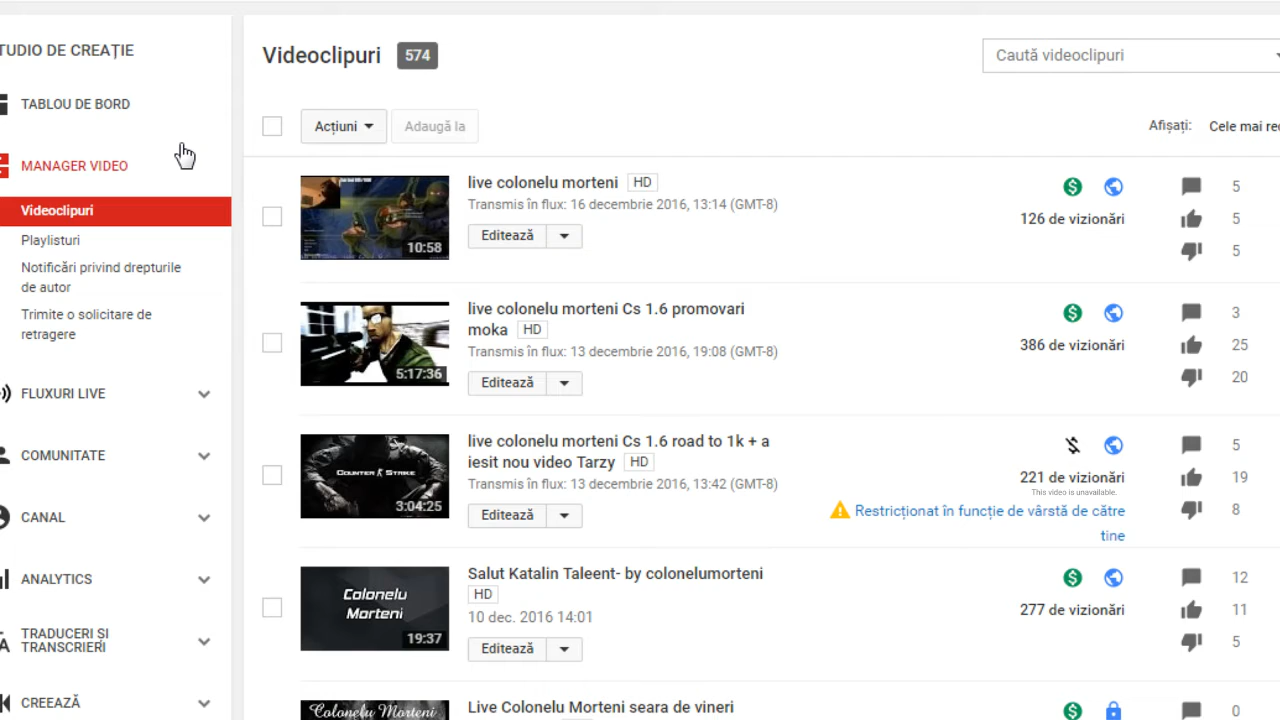 TUDIO DE CREAȚIE
TABLOU DE BORD
MANAGER VIDEO
Videoclipuri
Playlisturi
Notificări privind drepturile
de autor
Trimite o solicitare de
retragere
FLUXURI LIVE
COMUNITATE
CANAL
ANALYTICS
TRADUCERI ȘI
TRANSCRIERI
CREEAZĂ
Videoclipuri 574
Caută videoclipuri
Acțiuni Adaugă la
Afișați: Cele mai rec
live colonelu morteni HD
5
Transmis în flux: 16 decembrie 2016, 13:14 (GMT-8)
126 de vizionări 5
Editează
10:58
5
live colonelu morteni Cs 1.6 promovari
3
moka HD
386 de vizionări 25
Transmis în flux: 13 decembrie 2016, 19:08 (GMT-8)
5:17:36
Editează
20
live colonelu morteni Cs 1.6 road to 1k + a
5
iesit nou video Tarzy HD
COUNTER STRIKE
221 de vizionări 19
Transmis în flux: 13 decembrie 2016, 13:42 (GMT-8)
This video is unavailable.
3:04:25
Editează
Restricționat în funcție de vârstă de către
8
tine
Salut Katalin Taleent- by colonelumorteni
12
HD
Colonelu
Morteni
277 de vizionări 11
10 dec. 2016 14:01
19:37
Editează
5
Colonelu Morteni
Live Colonelu Morteni seara de vineri
0